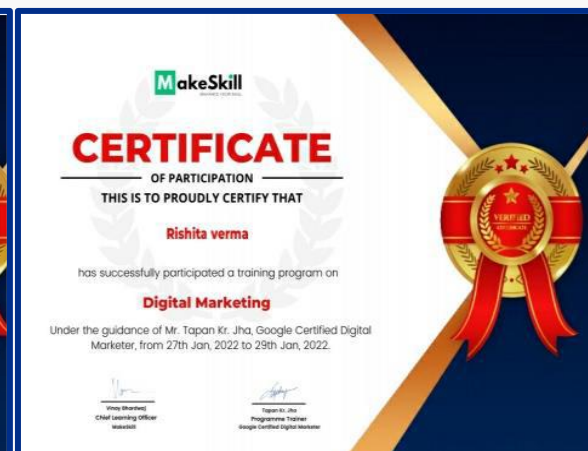 MakeSkill
CERTIFICATE
OF PARTICIPATION
THIS IS TO PROUDLY CERTIFY THAT
Rishita verma
has successfully participated a training program on
Digital Marketing
Under the guidance of Mr. Tapan Kr. Jha, Google Certified Digital
Marketer, from 27th Jan, 2022 to 29th Jan, 2022.
Vinay Bhardwaj
Chief Learning Officer
MakeSkill
Tapan Kr. Jha
Programme Trainer
Google Certified Digital Marketer
VERIFIED
CERTIFICATE